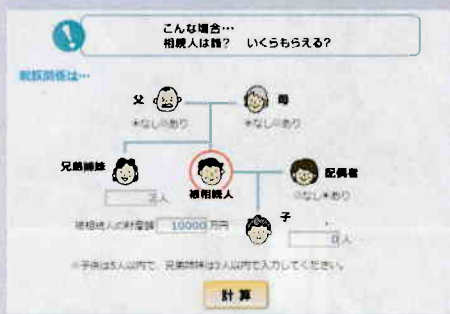 こんな場合…
相続人は誰? いくらもらえる?
親族関係は…
父 母
●なし○あり ●なし○あり
兄弟姉妹 被相続人 配偶者
2人 ○なし●あり
被相続人の財産額 10000 万円
子
0人
※子供は5人以内で、兄弟姉妹は3人以内で入力してください。
計算